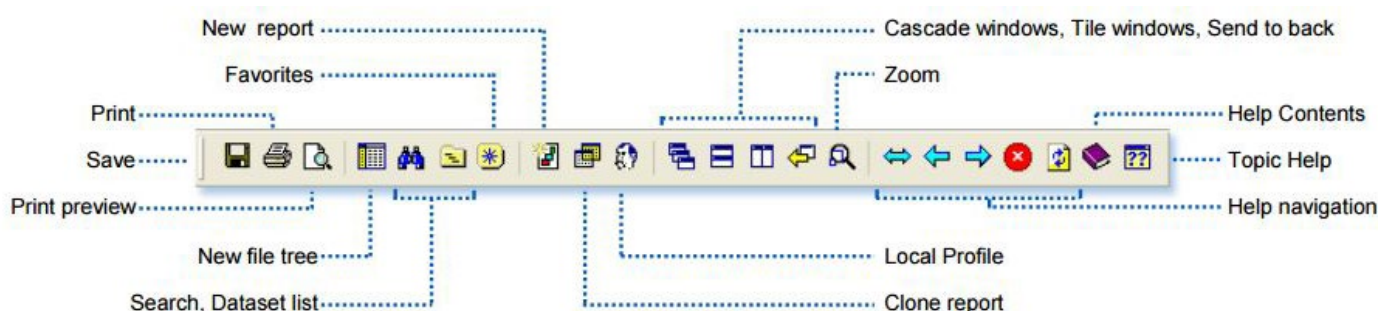 New report
Cascade windows, Tile windows, Send to back
Favorites
Zoom
Print
Help Contents
Save
Topic Help
Print preview
Help navigation
New file tree
Local Profile
Search, Dataset list
Clone report
??